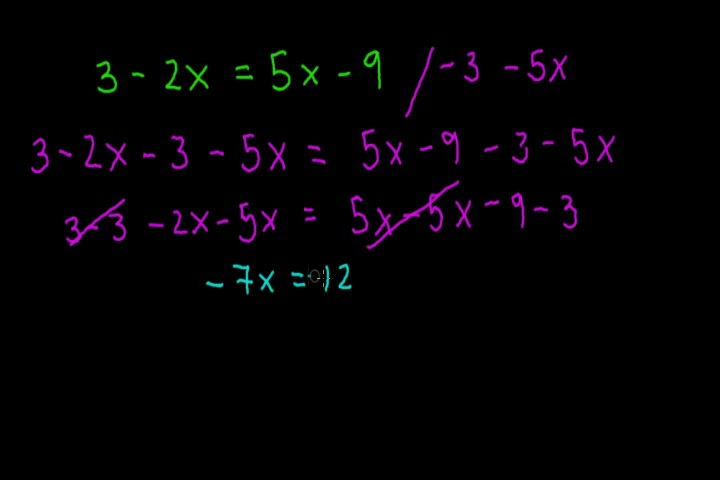 3 - 2x = 5x - 9 / - 3 - 5x
3 - 2x - 3 - 5x = 5x - 9 - 3 - 5x
3 - 3 - 2x - 5x = 5x - 5x - 9 - 3
- 7x = -12